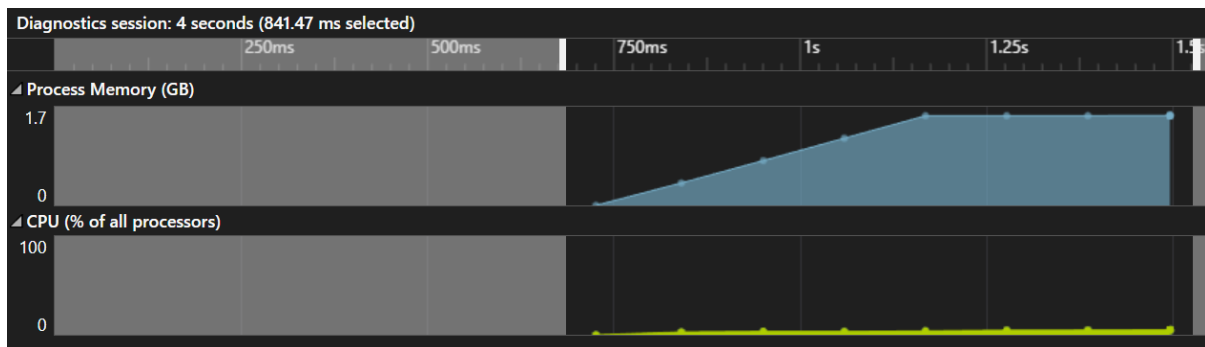 Diagnostics session: 4 seconds (841.47 ms selected)
250ms 500ms 750ms 1s 1.25s
Process Memory (GB)
1.7
0
CPU (% of all processors)
100
0